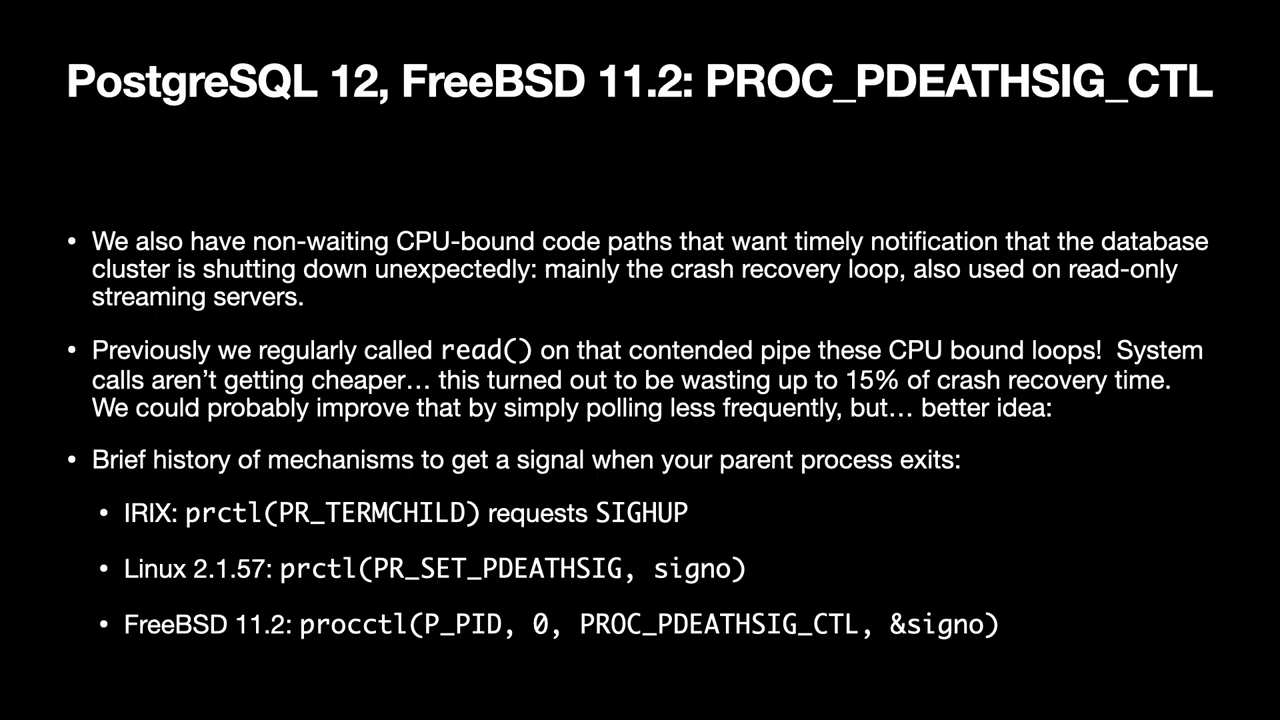 PostgreSQL 12, FreeBSD 11.2: PROC_PDEATHSIG_CTL
• We also have non-waiting CPU-bound code paths that want timely notification that the database
cluster is shutting down unexpectedly: mainly the crash recovery loop, also used on read-only
streaming servers.
• Previously we regularly called read() on that contended pipe these CPU bound loops!  System
calls aren’t getting cheaper… this turned out to be wasting up to 15% of crash recovery time.
We could probably improve that by simply polling less frequently, but… better idea:
• Brief history of mechanisms to get a signal when your parent process exits:
• IRIX: prctl(PR_TERMCHILD) requests SIGHUP
• Linux 2.1.57: prctl(PR_SET_PDEATHSIG, signo)
• FreeBSD 11.2: procctl(P_PID, 0, PROC_PDEATHSIG_CTL, &signo)